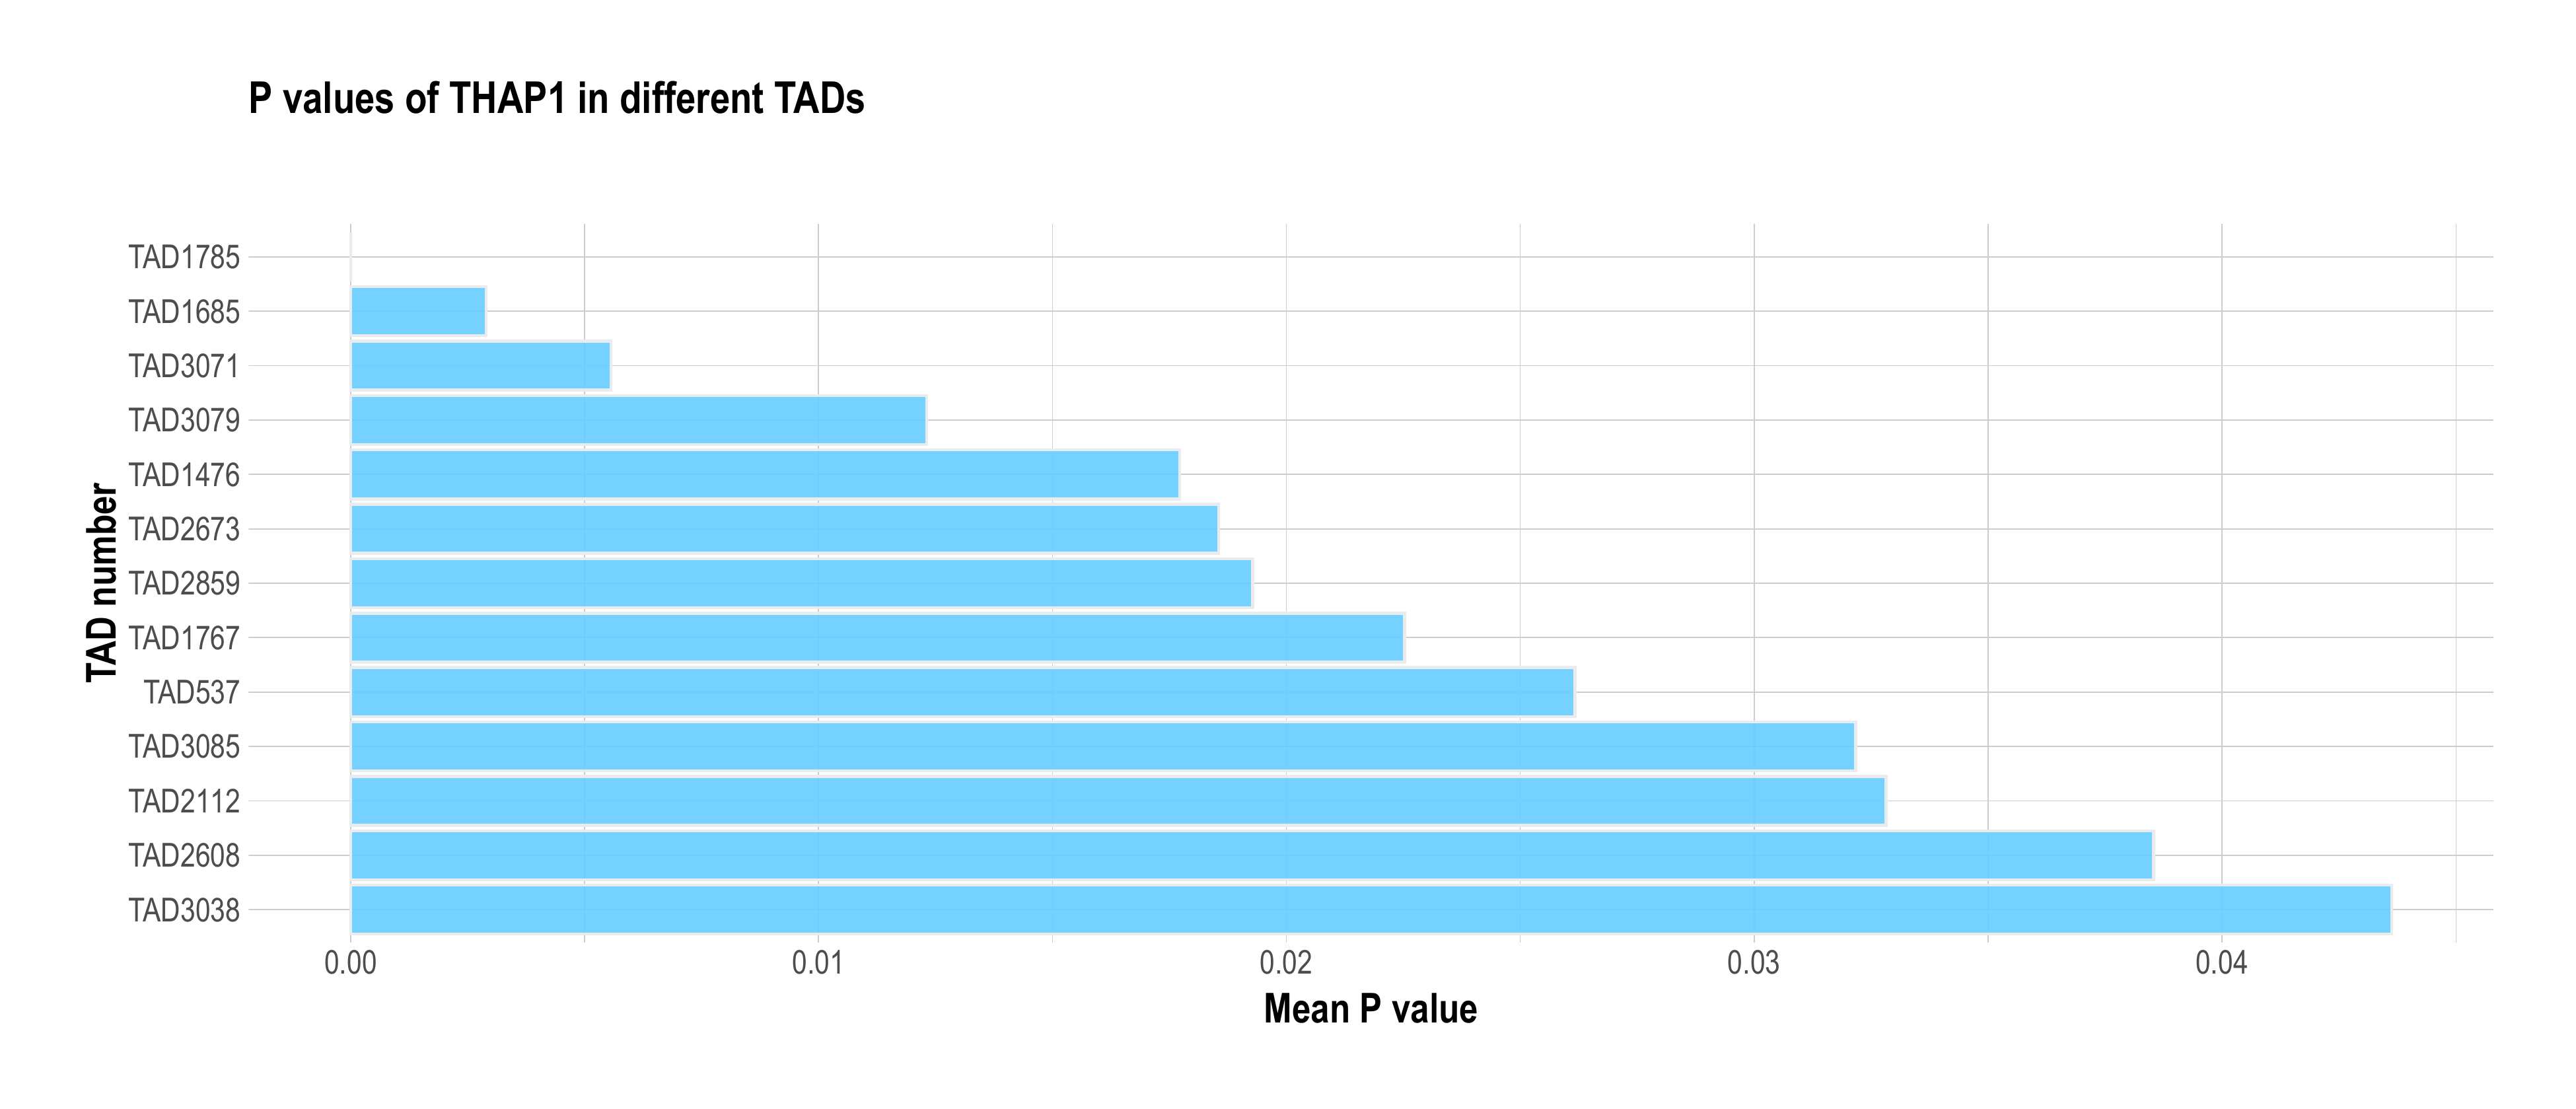 P values of THAP1 in different TADs
TAD number
TAD1785
TAD1685
TAD3071
TAD3079
TAD1476
TAD2673
TAD2859
TAD1767
TAD537
TAD3085
TAD2112
TAD2608
TAD3038
0.00 0.01 0.02 0.03 0.04
Mean P value